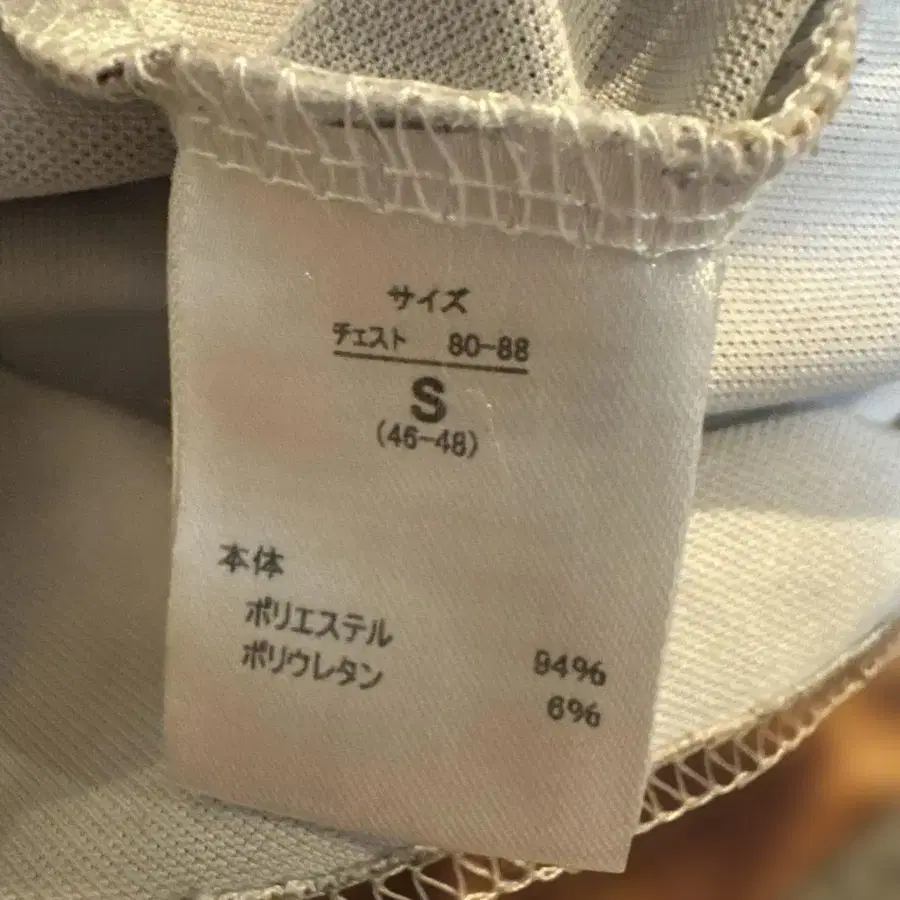 サイズ
チェスト 80-88
S
(46-48)
本体
ポリエステル 94%
ポリウレタン 6%